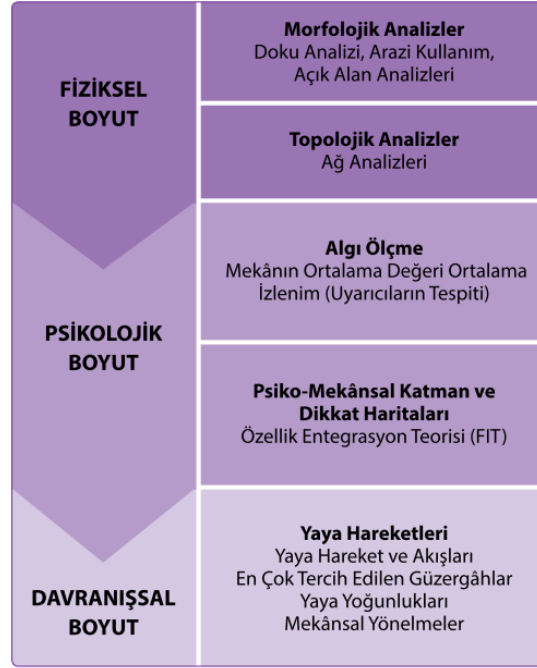 FİZİKSEL
BOYUT
Morfolojik Analizler
Doku Analizi, Arazi Kullanım,
Açık Alan Analizleri
Topolojik Analizler
Ağ Analizleri
PSİKOLOJİK
BOYUT
Algı Ölçme
Mekânın Ortalama Değeri Ortalama
İzlenim (Uyarıcıların Tespiti)
Psiko-Mekânsal Katman ve
Dikkat Haritaları
Özellik Entegrasyon Teorisi (FIT)
DAVRANIŞSAL
BOYUT
Yaya Hareketleri
Yaya Hareket ve Akışları
En Çok Tercih Edilen Güzergâhlar
Yaya Yoğunlukları
Mekânsal Yönelmeler